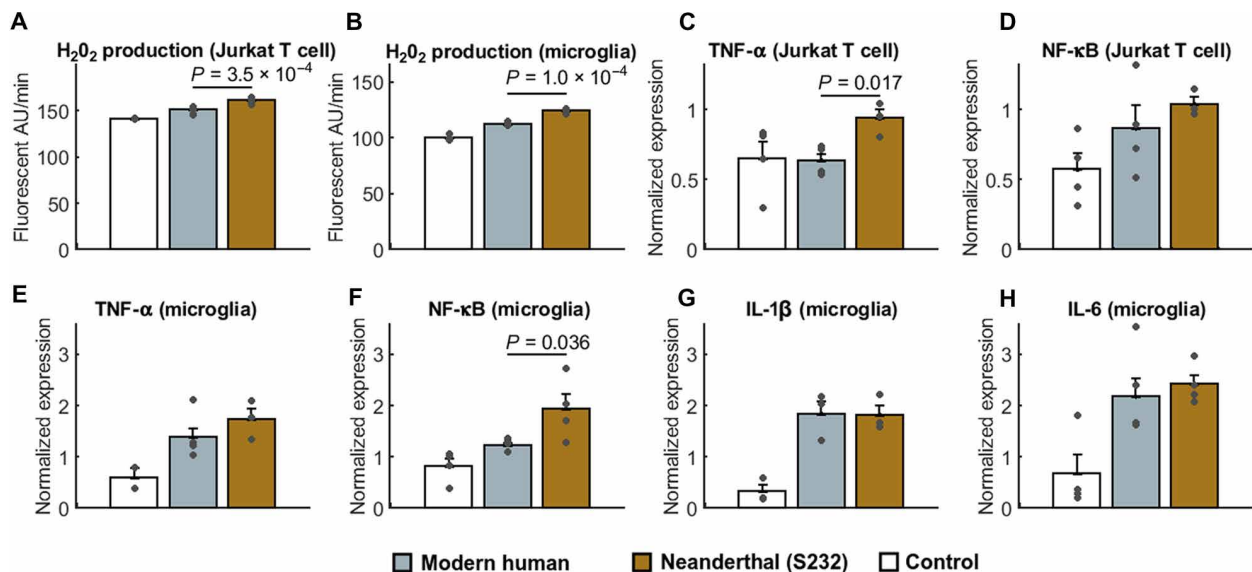 A
H₂0₂ production (Jurkat T cell)
P = 3.5 × 10⁻⁴
Fluorescent AU/min
150
100
50
0
B
H₂0₂ production (microglia)
P = 1.0 × 10⁻⁴
Fluorescent AU/min
150
100
50
0
C
TNF-α (Jurkat T cell)
P = 0.017
Normalized expression
1
0.5
0
D
NF-κB (Jurkat T cell)
Normalized expression
1
0.5
0
E
TNF-α (microglia)
Normalized expression
3
2
1
0
F
NF-κB (microglia)
P = 0.036
Normalized expression
3
2
1
0
G
IL-1β (microglia)
Normalized expression
3
2
1
0
H
IL-6 (microglia)
Normalized expression
3
2
1
0
Modern human
Neanderthal (S232)
Control